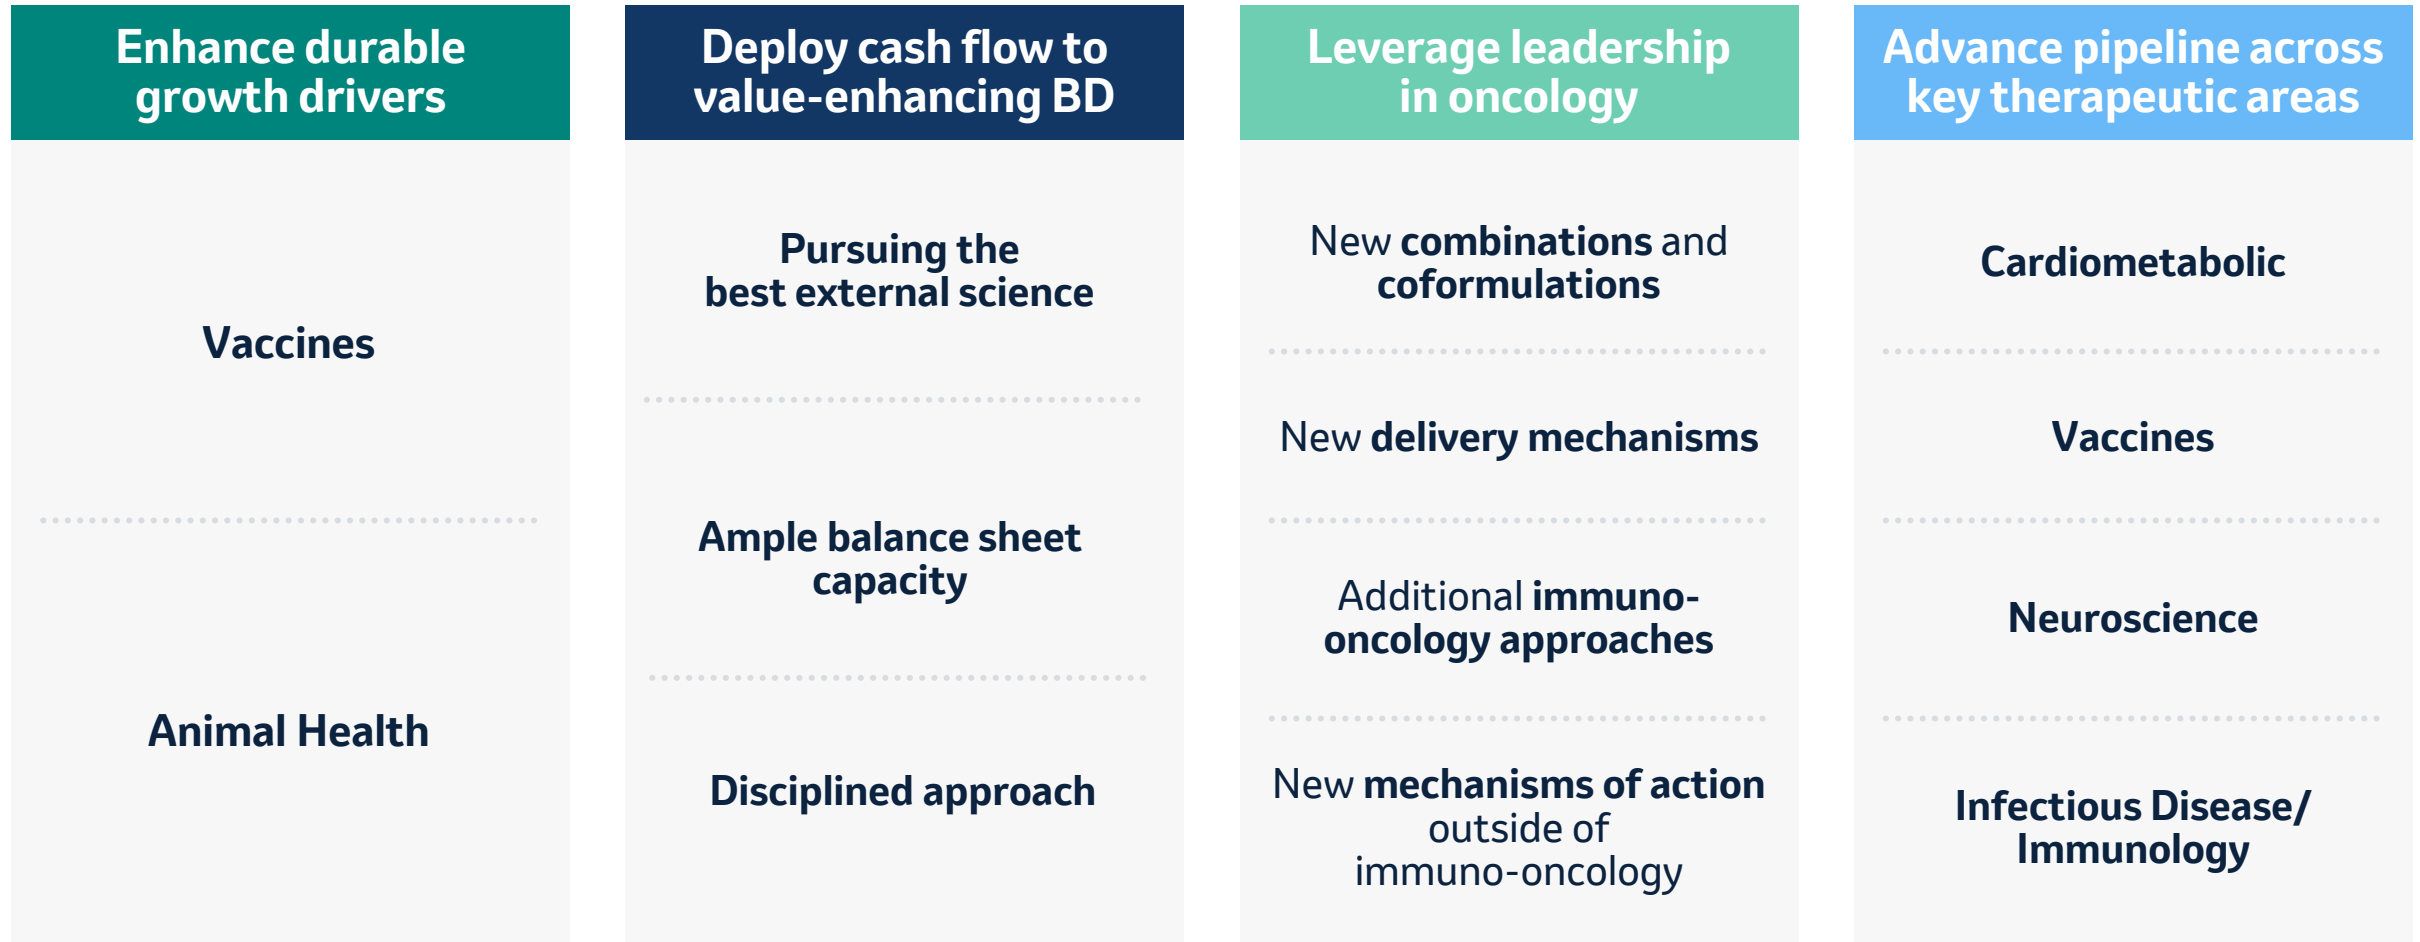 Enhance durable
growth drivers
Vaccines
Animal Health
Deploy cash flow to
value-enhancing BD
Pursuing the
best external science
Ample balance sheet
capacity
Disciplined approach
Leverage leadership
in oncology
New combinations and
coformulations
New delivery mechanisms
Additional immuno-
oncology approaches
New mechanisms of action
outside of
immuno-oncology
Advance pipeline across
key therapeutic areas
Cardiometabolic
Vaccines
Neuroscience
Infectious Disease/
Immunology